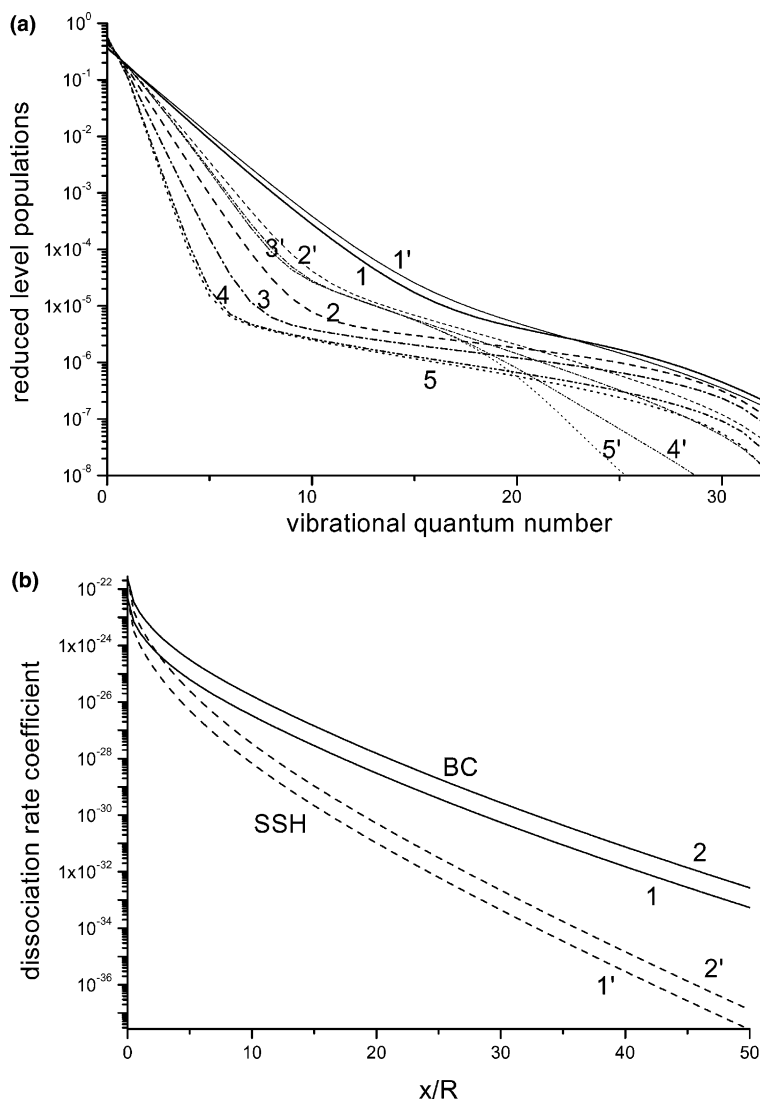 (a)
10^0
10^-1
10^-2
10^-3
1x10^-4
10^-5
10^-6
10^-7
10^-8
reduced level populations
1'
3' 2'
1
4 3 2
5
5' 4'
0 10 20 30
vibrational quantum number
(b)
10^-22
1x10^-24
10^-26
10^-28
10^-30
1x10^-32
10^-34
10^-36
dissociation rate coefficient
BC
SSH
2
1
2'
1'
0 10 20 30 40 50
x/R